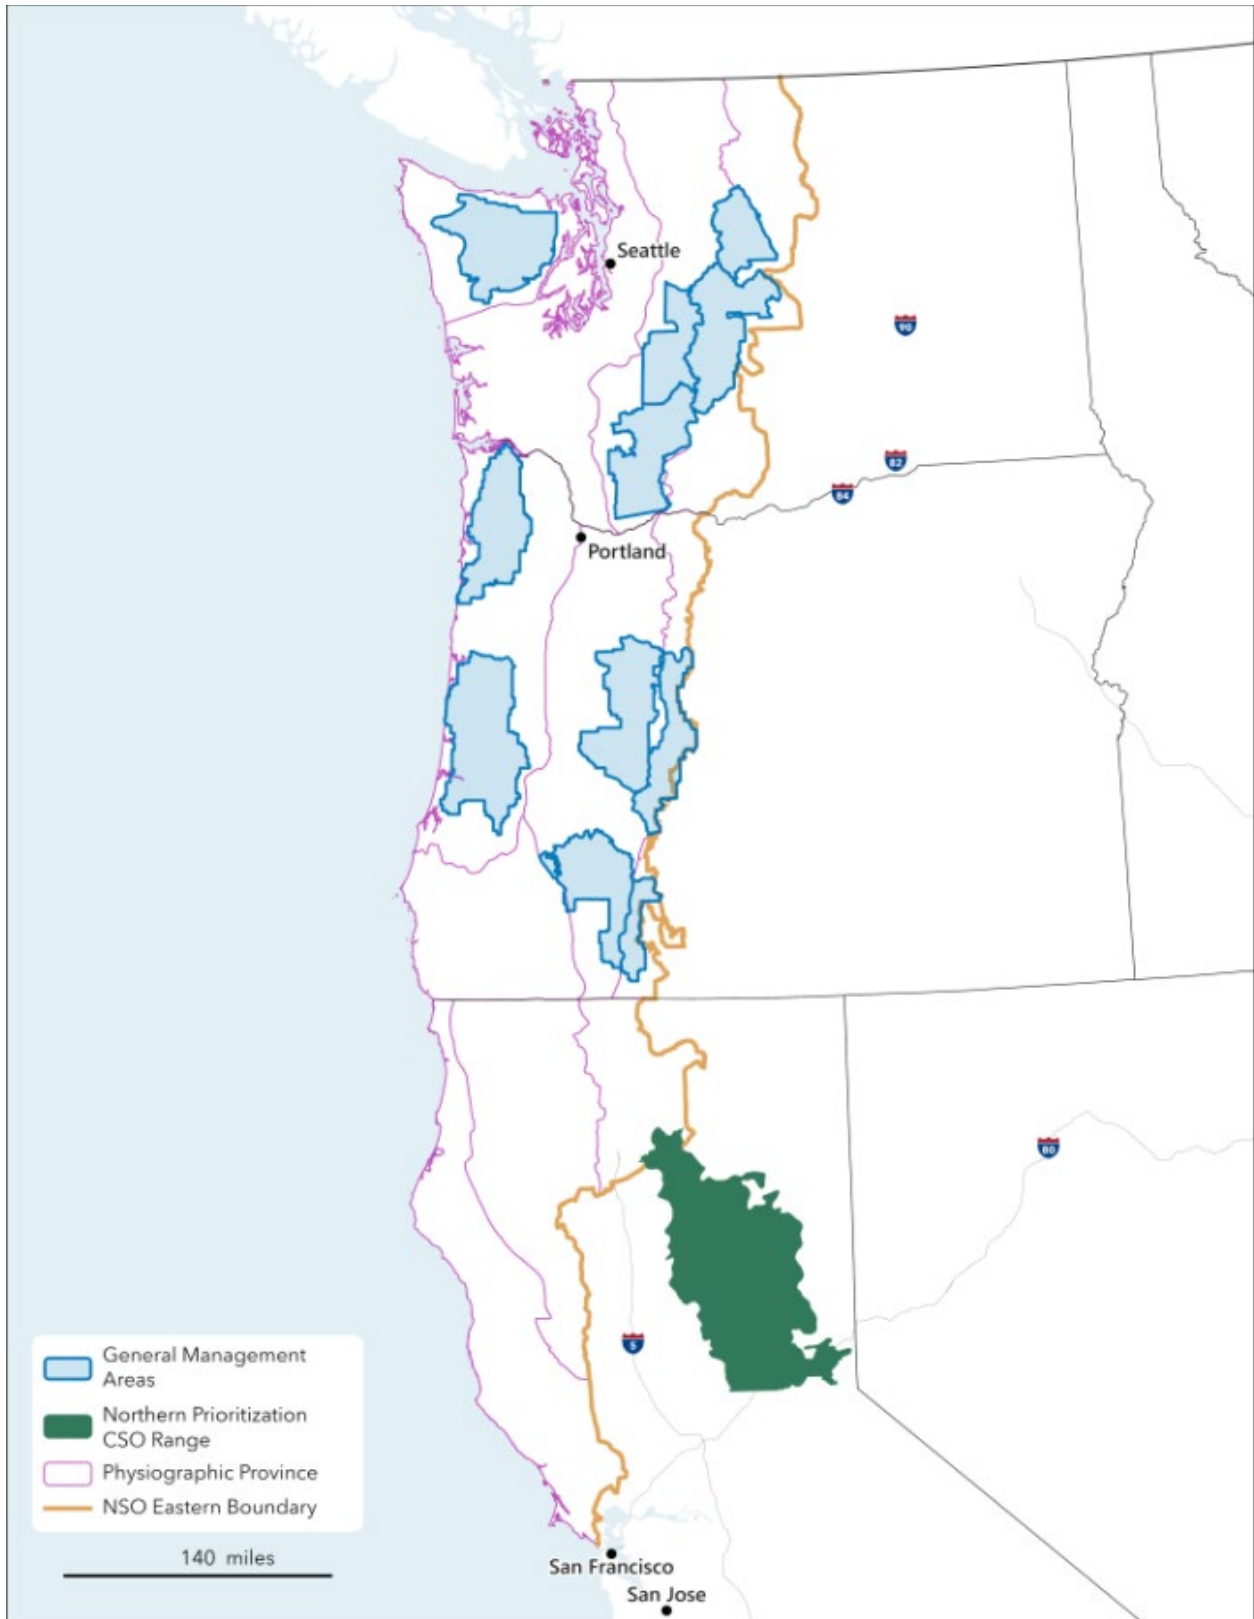 Seattle
90
82
84
Portland
80
5
General Management
Areas
Northern Prioritization
CSO Range
Physiographic Province
NSO Eastern Boundary
140 miles
San Francisco
San Jose